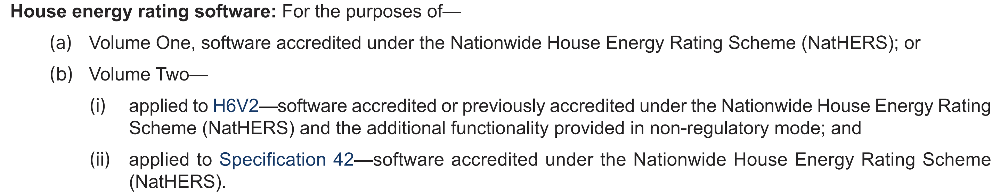 House energy rating software: For the purposes of—
(a) Volume One, software accredited under the Nationwide House Energy Rating Scheme (NatHERS); or
(b) Volume Two—
(i) applied to H6V2—software accredited or previously accredited under the Nationwide House Energy Rating
Scheme (NatHERS) and the additional functionality provided in non-regulatory mode; and
(ii) applied to Specification 42—software accredited under the Nationwide House Energy Rating Scheme
(NatHERS).